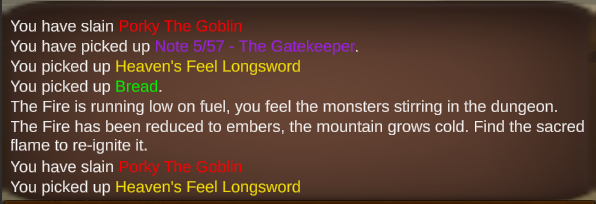 You have slain Porky The Goblin
You have picked up Note 5/57 - The Gatekeeper.
You picked up Heaven's Feel Longsword
You picked up Bread.
The Fire is running low on fuel, you feel the monsters stirring in the dungeon.
The Fire has been reduced to embers, the mountain grows cold. Find the sacred
flame to re-ignite it.
You have slain Porky The Goblin
You picked up Heaven's Feel Longsword